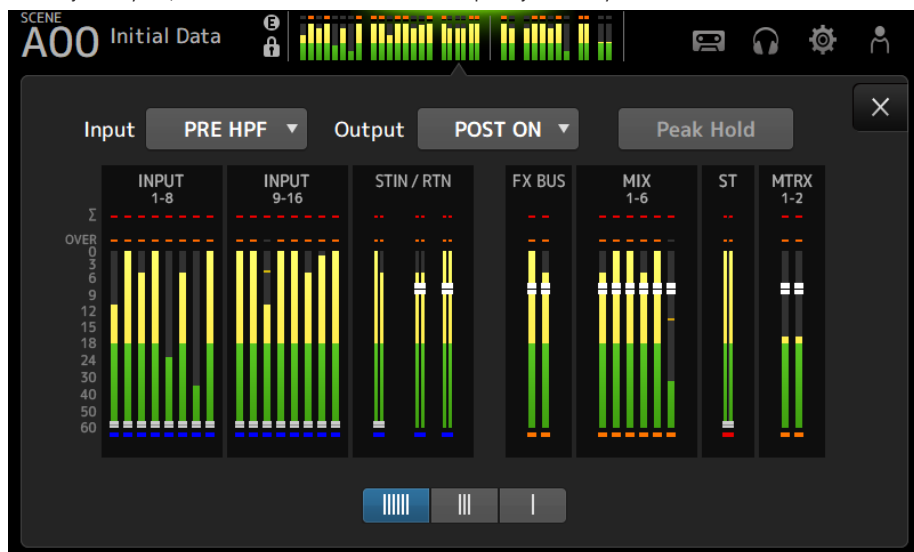 SCENE
A00 Initial Data
E
Input PRE HPF Output POST ON Peak Hold
INPUT INPUT STIN / RTN FX BUS MIX ST MTRX
1-8 9-16 1-6 1-2
Σ
OVER
0
3
6
9
12
15
18
24
30
40
50
60